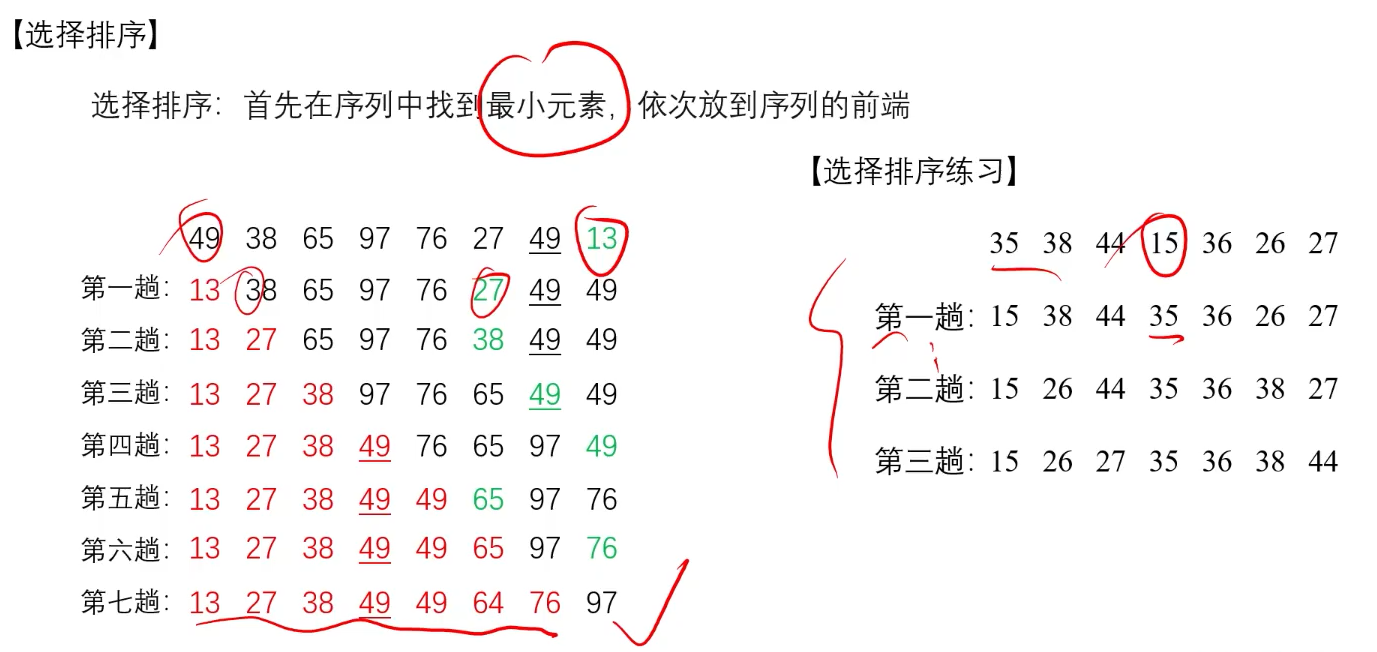 【选择排序】
选择排序：首先在序列中找到最小元素，依次放到序列的前端
49 38 65 97 76 27 49 13
第一趟：13 38 65 97 76 27 49 49
第二趟：13 27 65 97 76 38 49 49
第三趟：13 27 38 97 76 65 49 49
第四趟：13 27 38 49 76 65 97 49
第五趟：13 27 38 49 49 65 97 76
第六趟：13 27 38 49 49 65 97 76
第七趟：13 27 38 49 49 64 76 97
【选择排序练习】
35 38 44 15 36 26 27
第一趟：15 38 44 35 36 26 27
第二趟：15 26 44 35 36 38 27
第三趟：15 26 27 35 36 38 44